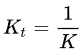 K_t = \frac{1}{K}